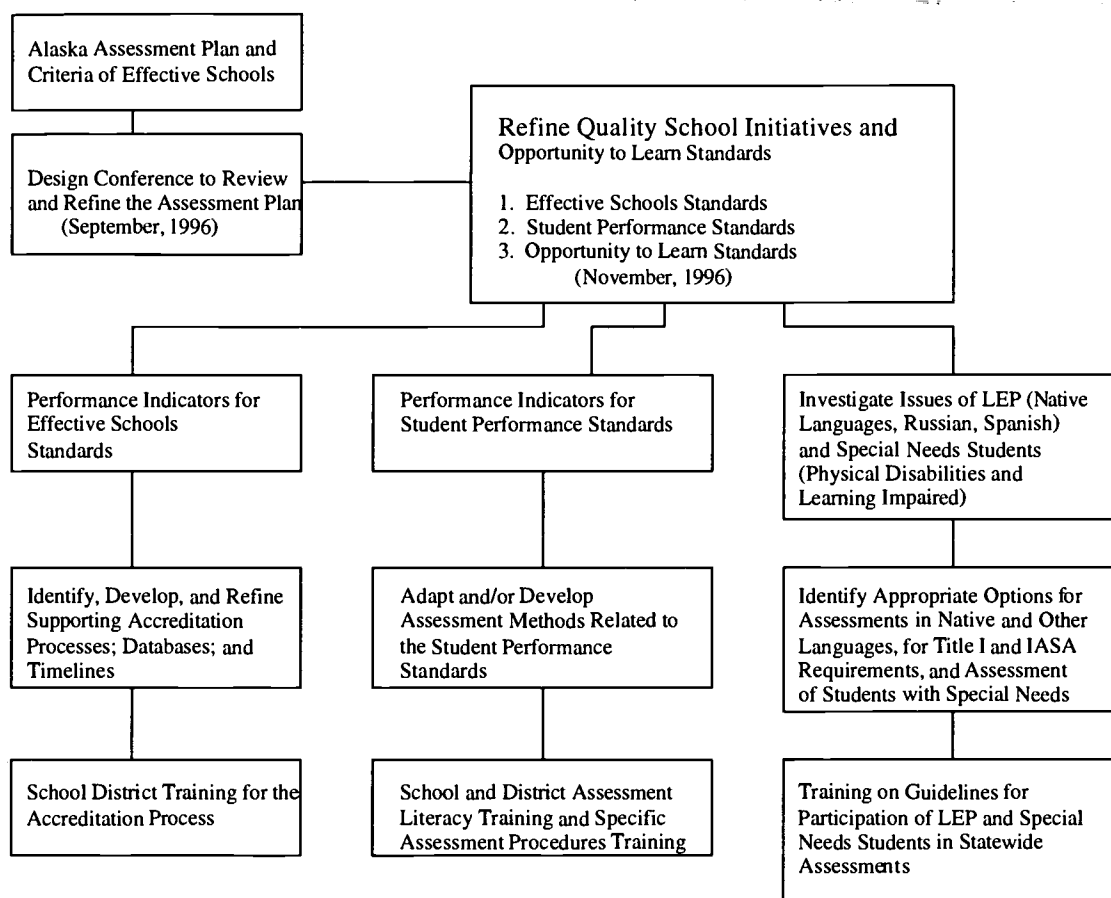 Alaska Assessment Plan and
Criteria of Effective Schools
Design Conference to Review
and Refine the Assessment Plan
(September, 1996)
Refine Quality School Initiatives and
Opportunity to Learn Standards
1. Effective Schools Standards
2. Student Performance Standards
3. Opportunity to Learn Standards
(November, 1996)
Performance Indicators for
Effective Schools
Standards
Performance Indicators for
Student Performance Standards
Investigate Issues of LEP (Native
Languages, Russian, Spanish)
and Special Needs Students
(Physical Disabilities and
Learning Impaired)
Identify, Develop, and Refine
Supporting Accreditation
Processes; Databases; and
Timelines
Adapt and/or Develop
Assessment Methods Related to
the Student Performance
Standards
Identify Appropriate Options for
Assessments in Native and Other
Languages, for Title I and IASA
Requirements, and Assessment
of Students with Special Needs
School District Training for the
Accreditation Process
School and District Assessment
Literacy Training and Specific
Assessment Procedures Training
Training on Guidelines for
Participation of LEP and Special
Needs Students in Statewide
Assessments